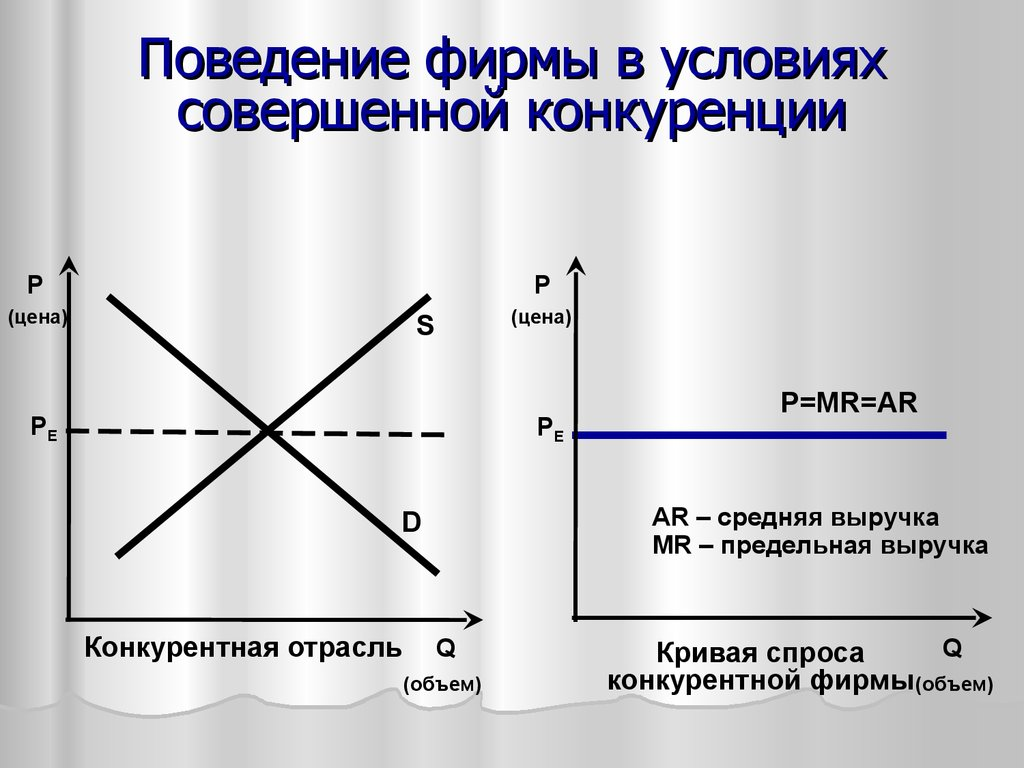 Поведение фирмы в условиях
совершенной конкуренции
P
(цена)
S
PE
D
Конкурентная отрасль
Q
(объем)
P
(цена)
P=MR=AR
PE
AR – средняя выручка
MR – предельная выручка
Кривая спроса
конкурентной фирмы
Q
(объем)